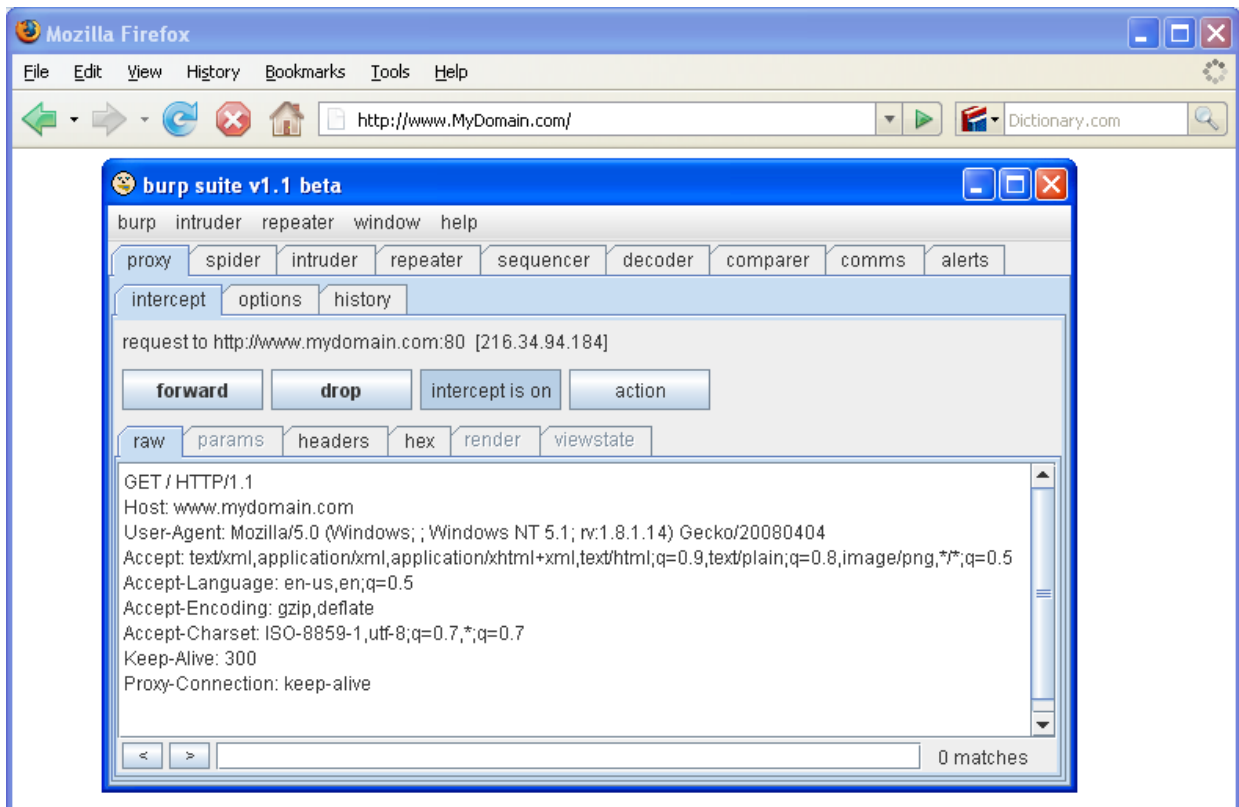 Mozilla Firefox
File Edit View History Bookmarks Tools Help
http://www.MyDomain.com/ Dictionary.com
burp suite v1.1 beta
burp intruder repeater window help
proxy spider intruder repeater sequencer decoder comparer comms alerts
intercept options history
request to http://www.mydomain.com:80 [216.34.94.184]
forward drop intercept is on action
raw params headers hex render viewstate
GET / HTTP/1.1
Host: www.mydomain.com
User-Agent: Mozilla/5.0 (Windows; ; Windows NT 5.1; rv:1.8.1.14) Gecko/20080404
Accept: text/xml,application/xml,application/xhtml+xml,text/html;q=0.9,text/plain;q=0.8,image/png,*/*;q=0.5
Accept-Language: en-us,en;q=0.5
Accept-Encoding: gzip,deflate
Accept-Charset: ISO-8859-1,utf-8;q=0.7,*;q=0.7
Keep-Alive: 300
Proxy-Connection: keep-alive
< > 0 matches